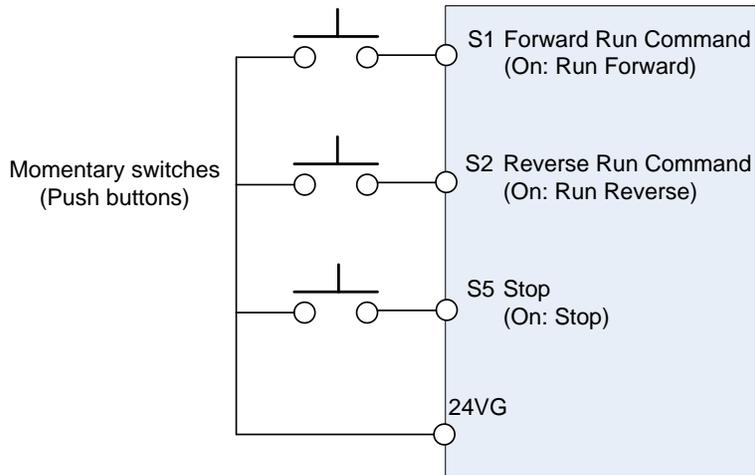 S1 Forward Run Command
(On: Run Forward)
Momentary switches
(Push buttons)
S2 Reverse Run Command
(On: Run Reverse)
S5 Stop
(On: Stop)
24VG